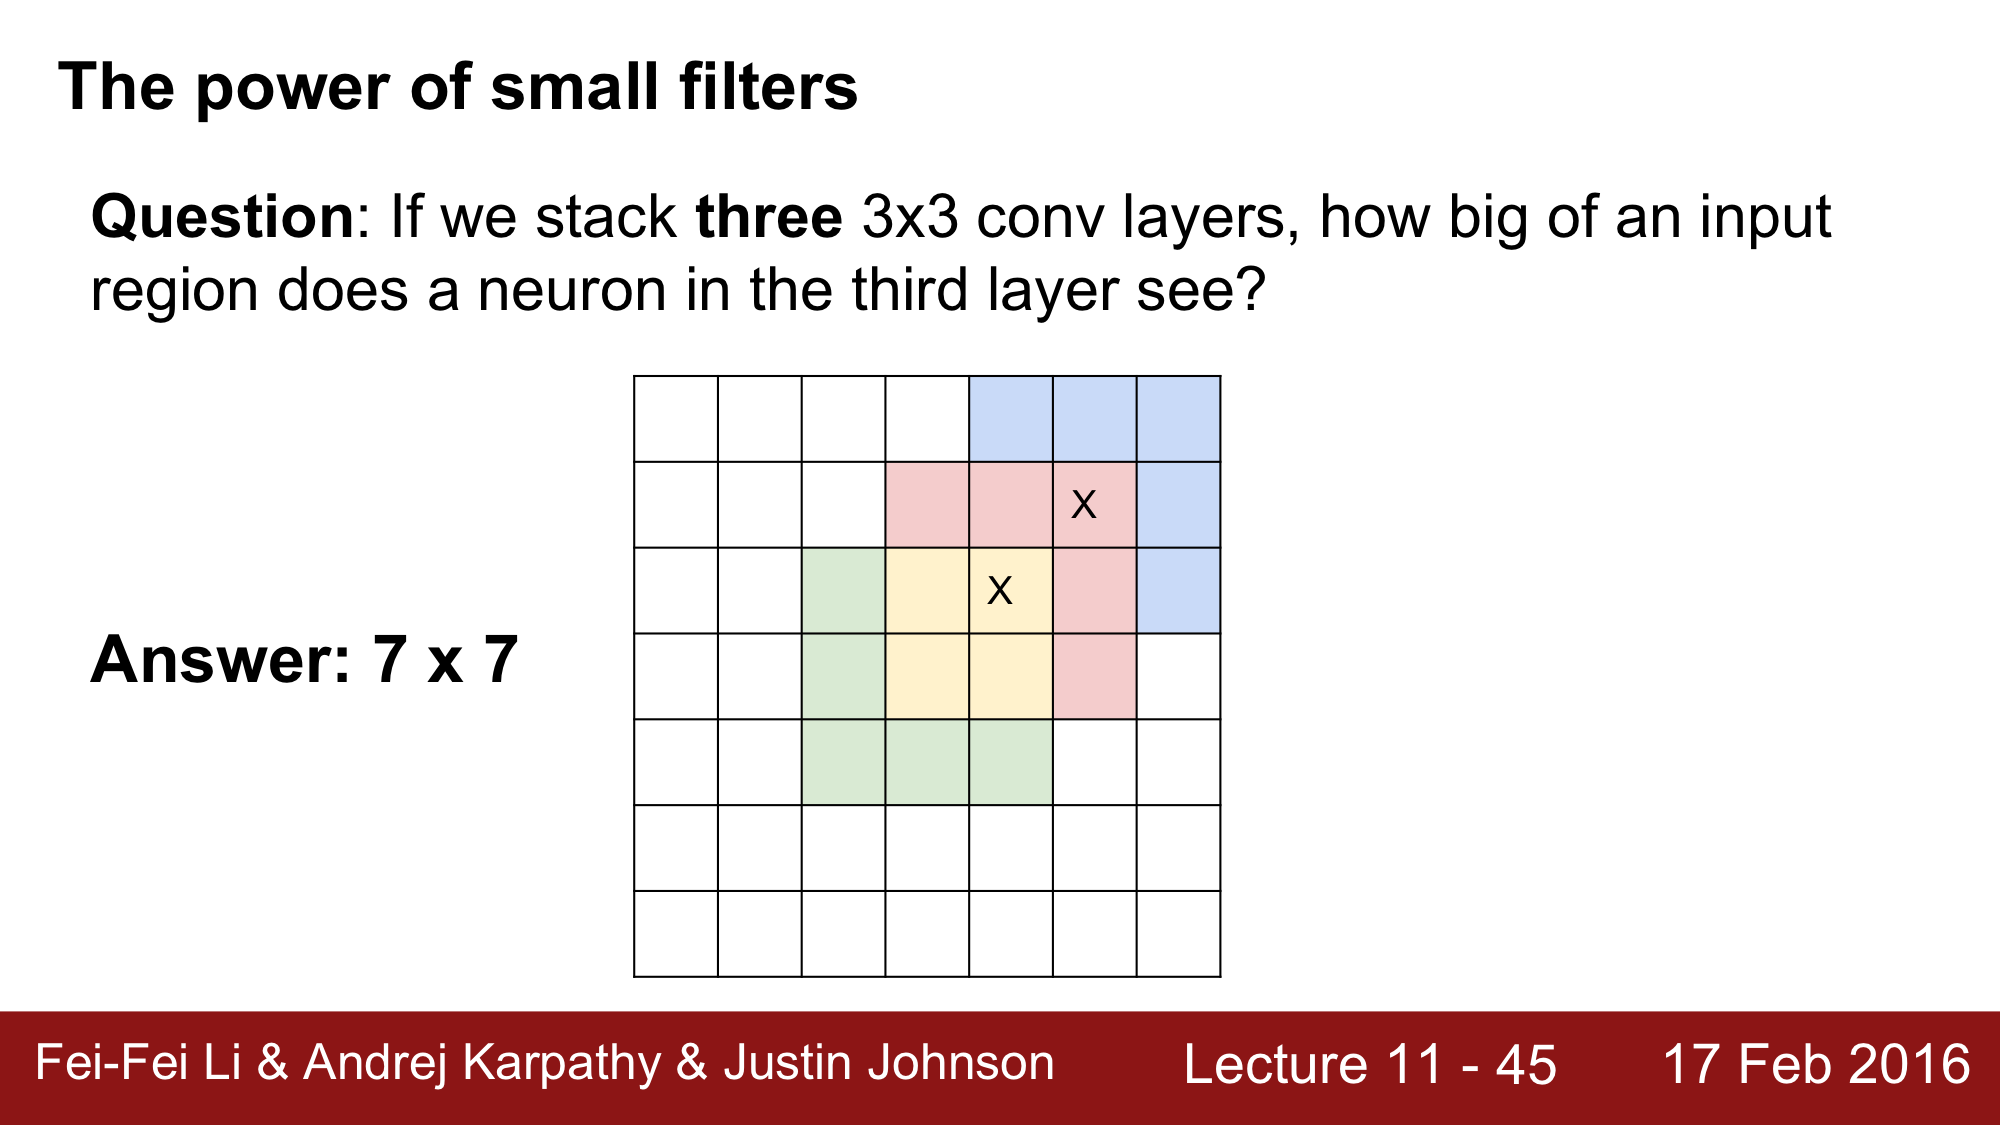 The power of small filters
Question: If we stack three 3x3 conv layers, how big of an input
region does a neuron in the third layer see?
X
X
Answer: 7 x 7
Fei-Fei Li & Andrej Karpathy & Justin Johnson
Lecture 11 - 45
17 Feb 2016